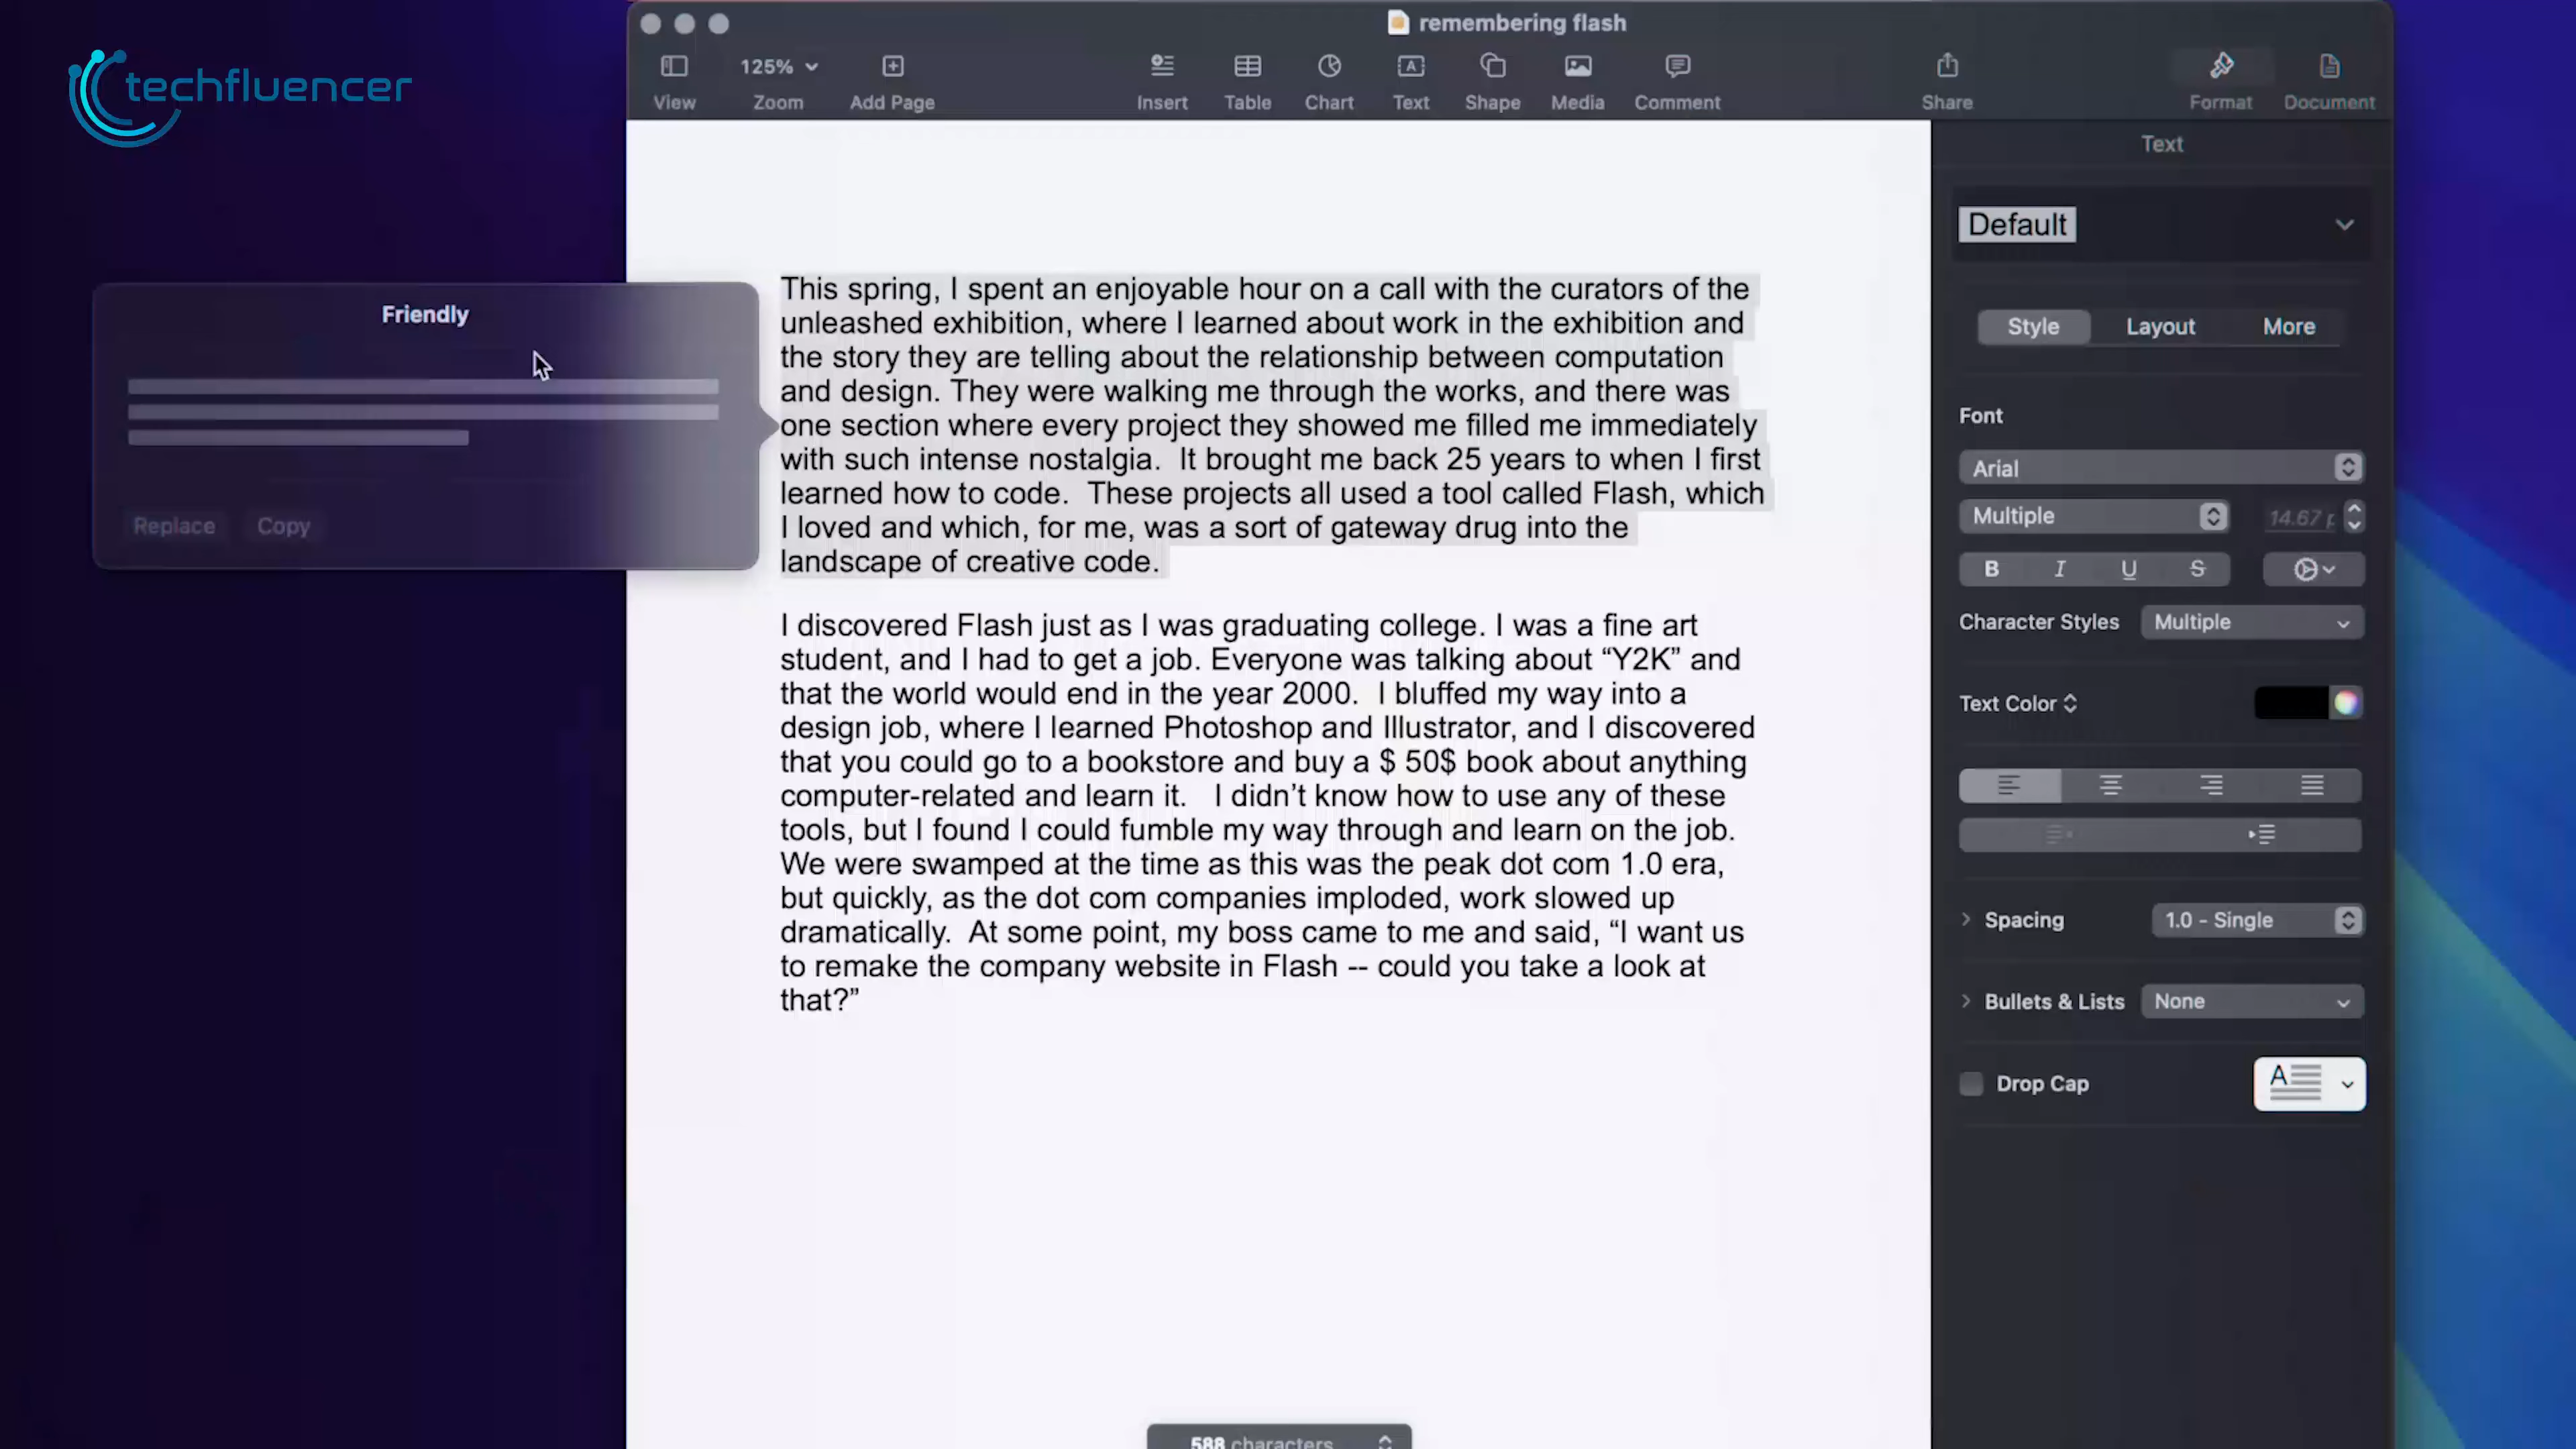 techfluencer
remembering flash
125%
View
Zoom
Add Page
Insert
Table
Chart
Text
Shape
Media
Comment
Share
Format
Document
Friendly
Replace
Copy
This spring, I spent an enjoyable hour on a call with the curators of the
unleashed exhibition, where I learned about work in the exhibition and
the story they are telling about the relationship between computation
and design. They were walking me through the works, and there was
one section where every project they showed me filled me immediately
with such intense nostalgia.  It brought me back 25 years to when I first
learned how to code.  These projects all used a tool called Flash, which
I loved and which, for me, was a sort of gateway drug into the
landscape of creative code.
I discovered Flash just as I was graduating college. I was a fine art
student, and I had to get a job. Everyone was talking about “Y2K” and
that the world would end in the year 2000.  I bluffed my way into a
design job, where I learned Photoshop and Illustrator, and I discovered
that you could go to a bookstore and buy a $ 50$ book about anything
computer-related and learn it.   I didn’t know how to use any of these
tools, but I found I could fumble my way through and learn on the job.
We were swamped at the time as this was the peak dot com 1.0 era,
but quickly, as the dot com companies imploded, work slowed up
dramatically.  At some point, my boss came to me and said, “I want us
to remake the company website in Flash -- could you take a look at
that?”
588 characters
Text
Default
Style
Layout
More
Font
Arial
Multiple
14.67 p
B I U S
Character Styles
Multiple
Text Color
Spacing
1.0 - Single
Bullets & Lists
None
Drop Cap
A